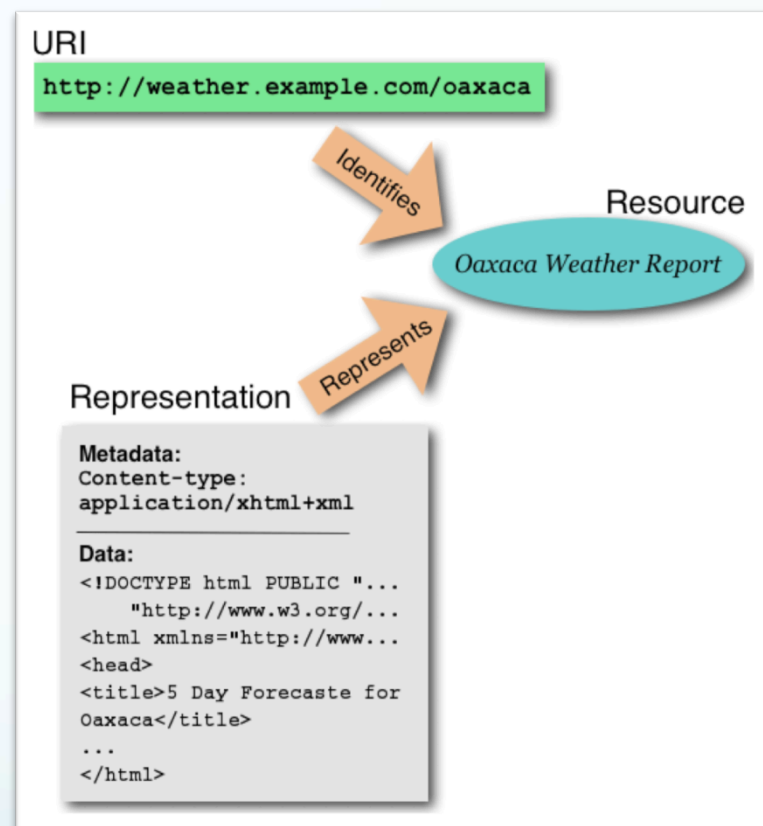 URI
http://weather.example.com/oaxaca
Identifies
Resource
Oaxaca Weather Report
Represents
Representation
Metadata:
Content-type:
application/xhtml+xml
Data:
<!DOCTYPE html PUBLIC "...
"http://www.w3.org/...
<html xmlns="http://www...
<head>
<title>5 Day Forecaste for
Oaxaca</title>
...
</html>